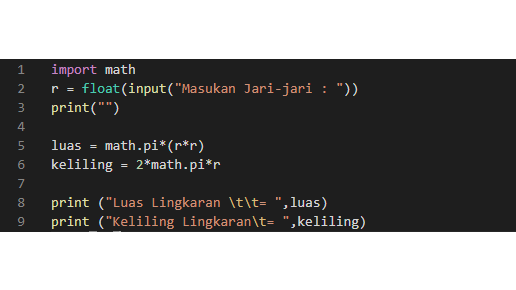 1 import math
2 r = float(input("Masukan Jari-jari : "))
3 print("")
4
5 luas = math.pi*(r*r)
6 keliling = 2*math.pi*r
7
8 print ("Luas Lingkaran \t\t= ",luas)
9 print ("Keliling Lingkaran\t= ",keliling)